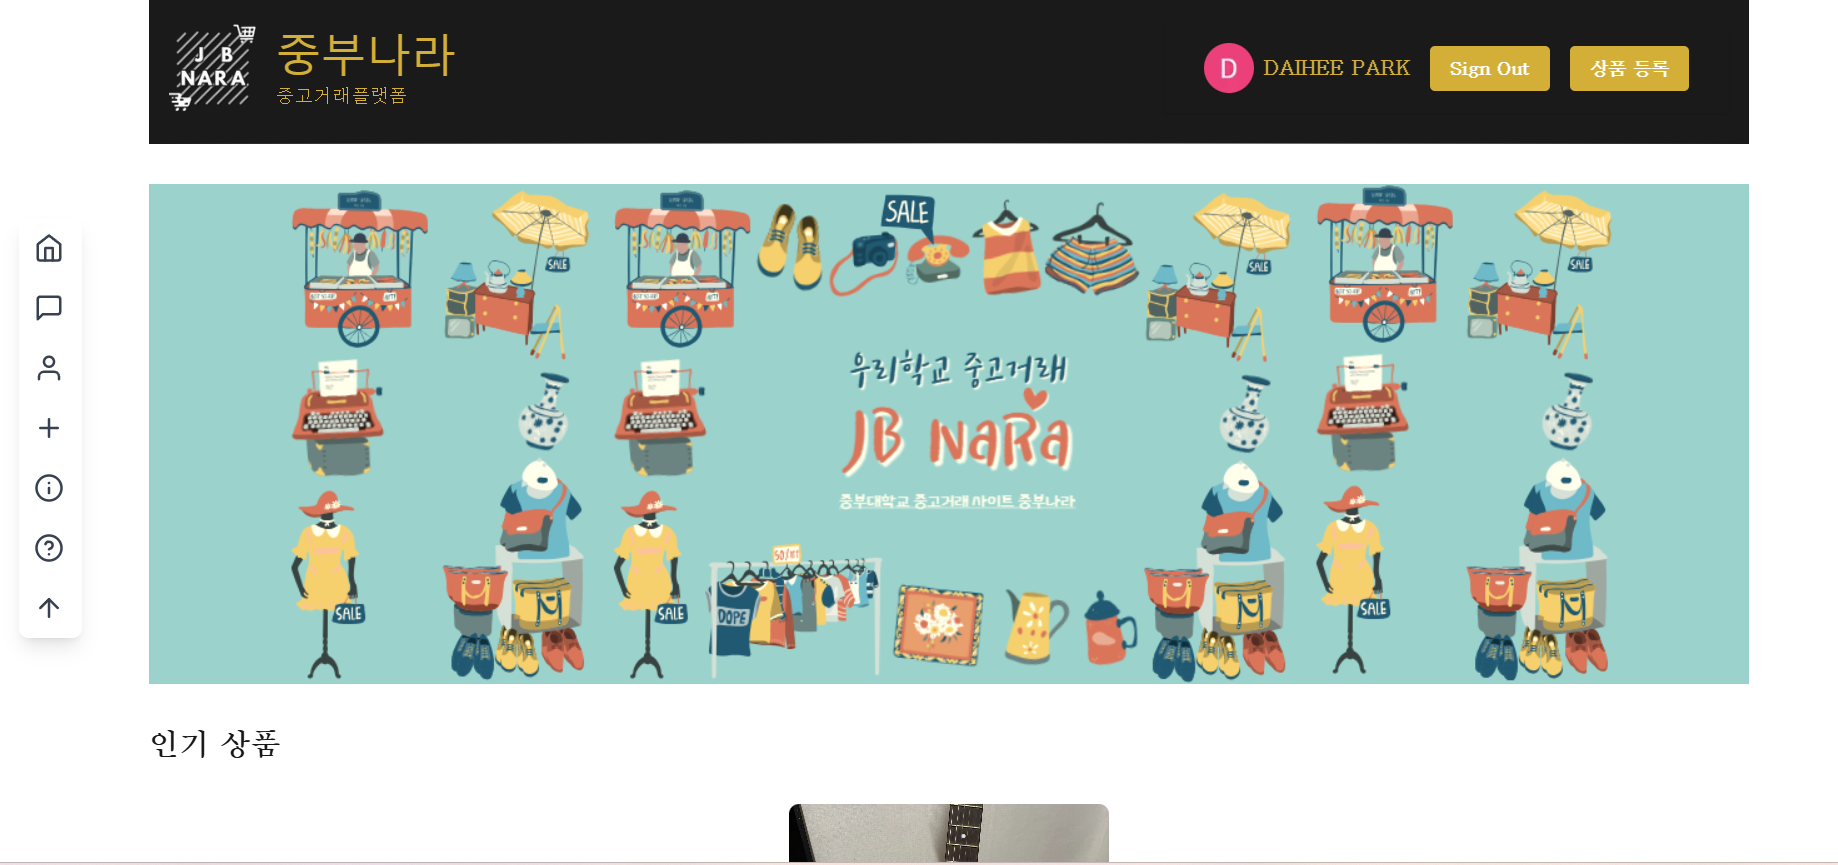 J B
NARA
중부나라
중고거래플랫폼
D
DAIHEE PARK
Sign Out
상품 등록
SALE
SALE
SALE
SALE
우리학교 중고거래
JB NaRa
중부대학교 중고거래 사이트 중부나라
SALE
SALE
SALE
DOPE
인기 상품